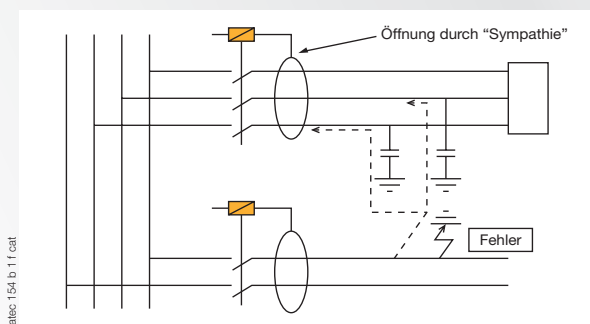 Öffnung durch “Sympathie”
Fehler
atec 154 b 1 f cat